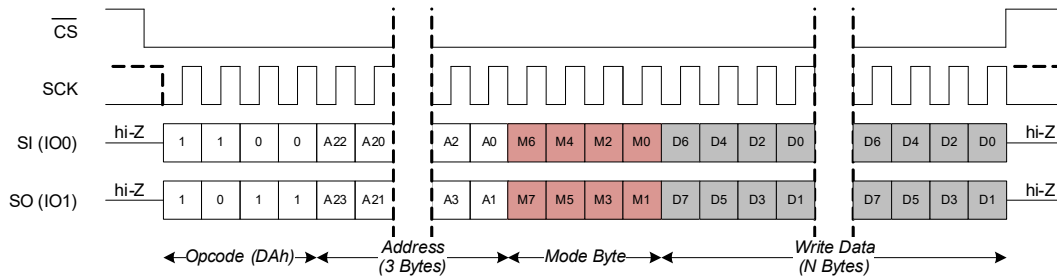 CS
SCK
SI (IO0) hi-Z 1 1 0 0 A22 A20 A2 A0 M6 M4 M2 M0 D6 D4 D2 D0 D6 D4 D2 D0 hi-Z
SO (IO1) hi-Z 1 0 1 1 A23 A21 A3 A1 M7 M5 M3 M1 D7 D5 D3 D1 D7 D5 D3 D1 hi-Z
Opcode (DAh) Address Mode Byte Write Data
(3 Bytes) (N Bytes)